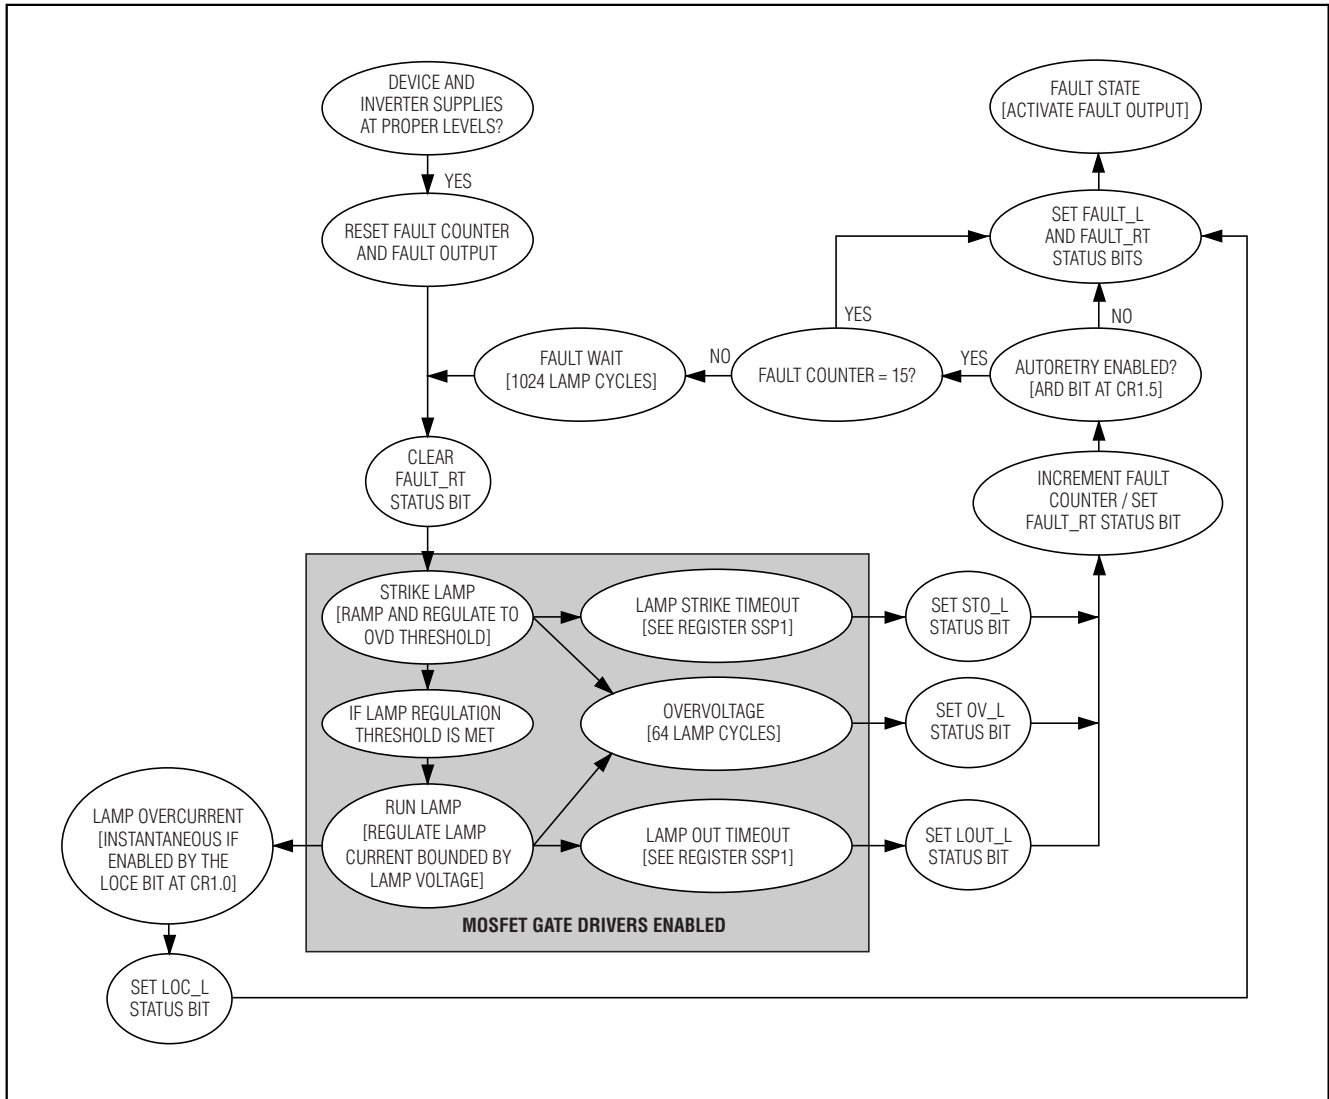 DEVICE AND
INVERTER SUPPLIES
AT PROPER LEVELS?
YES
RESET FAULT COUNTER
AND FAULT OUTPUT
FAULT STATE
[ACTIVATE FAULT OUTPUT]
SET FAULT_L
AND FAULT_RT
STATUS BITS
YES
NO
FAULT WAIT
[1024 LAMP CYCLES]
NO
FAULT COUNTER = 15?
YES
AUTORETRY ENABLED?
[ARD BIT AT CR1.5]
CLEAR
FAULT_RT
STATUS BIT
INCREMENT FAULT
COUNTER / SET
FAULT_RT STATUS BIT
STRIKE LAMP
[RAMP AND REGULATE TO
OVD THRESHOLD]
LAMP STRIKE TIMEOUT
[SEE REGISTER SSP1]
SET STO_L
STATUS BIT
IF LAMP REGULATION
THRESHOLD IS MET
OVERVOLTAGE
[64 LAMP CYCLES]
SET OV_L
STATUS BIT
LAMP OVERCURRENT
[INSTANTANEOUS IF
ENABLED BY THE
LOCE BIT AT CR1.0]
RUN LAMP
[REGULATE LAMP
CURRENT BOUNDED BY
LAMP VOLTAGE]
LAMP OUT TIMEOUT
[SEE REGISTER SSP1]
SET LOUT_L
STATUS BIT
MOSFET GATE DRIVERS ENABLED
SET LOC_L
STATUS BIT